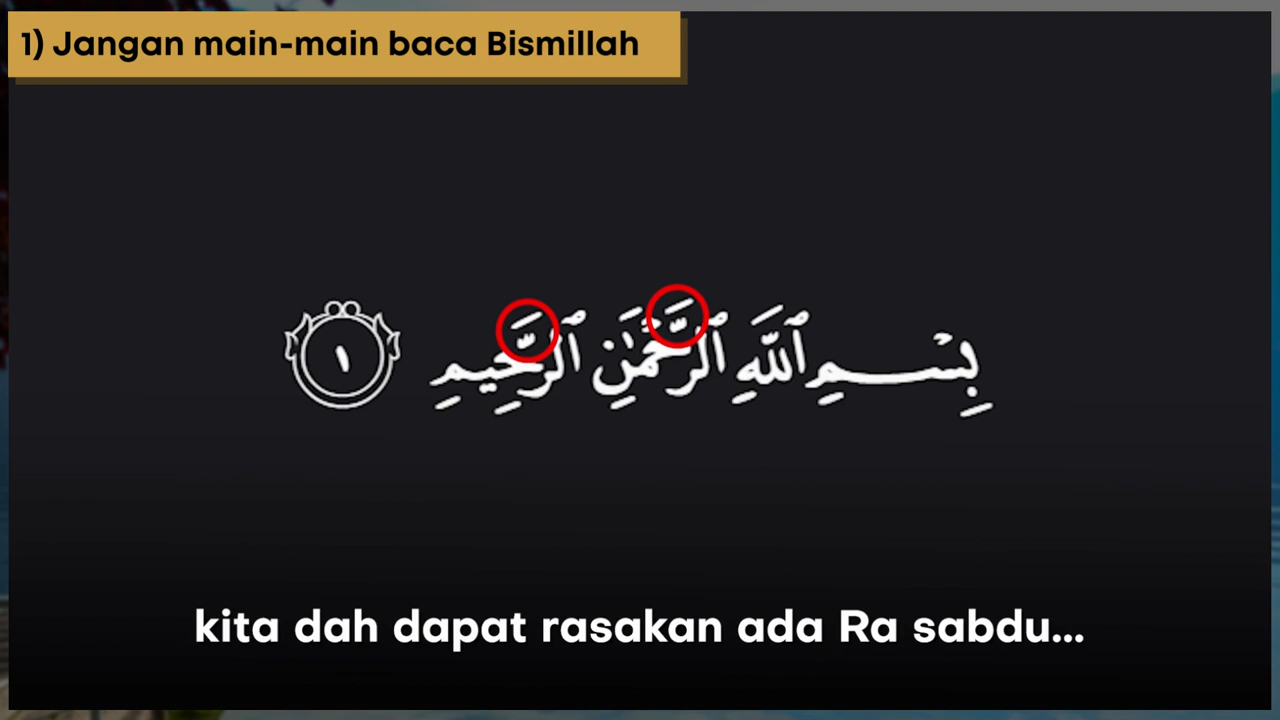 1) Jangan main-main baca Bismillah
بِسْمِ ٱللَّهِ ٱلرَّحْمَٰنِ ٱلرَّحِيمِ ١
kita dah dapat rasakan ada Ra sabdu...